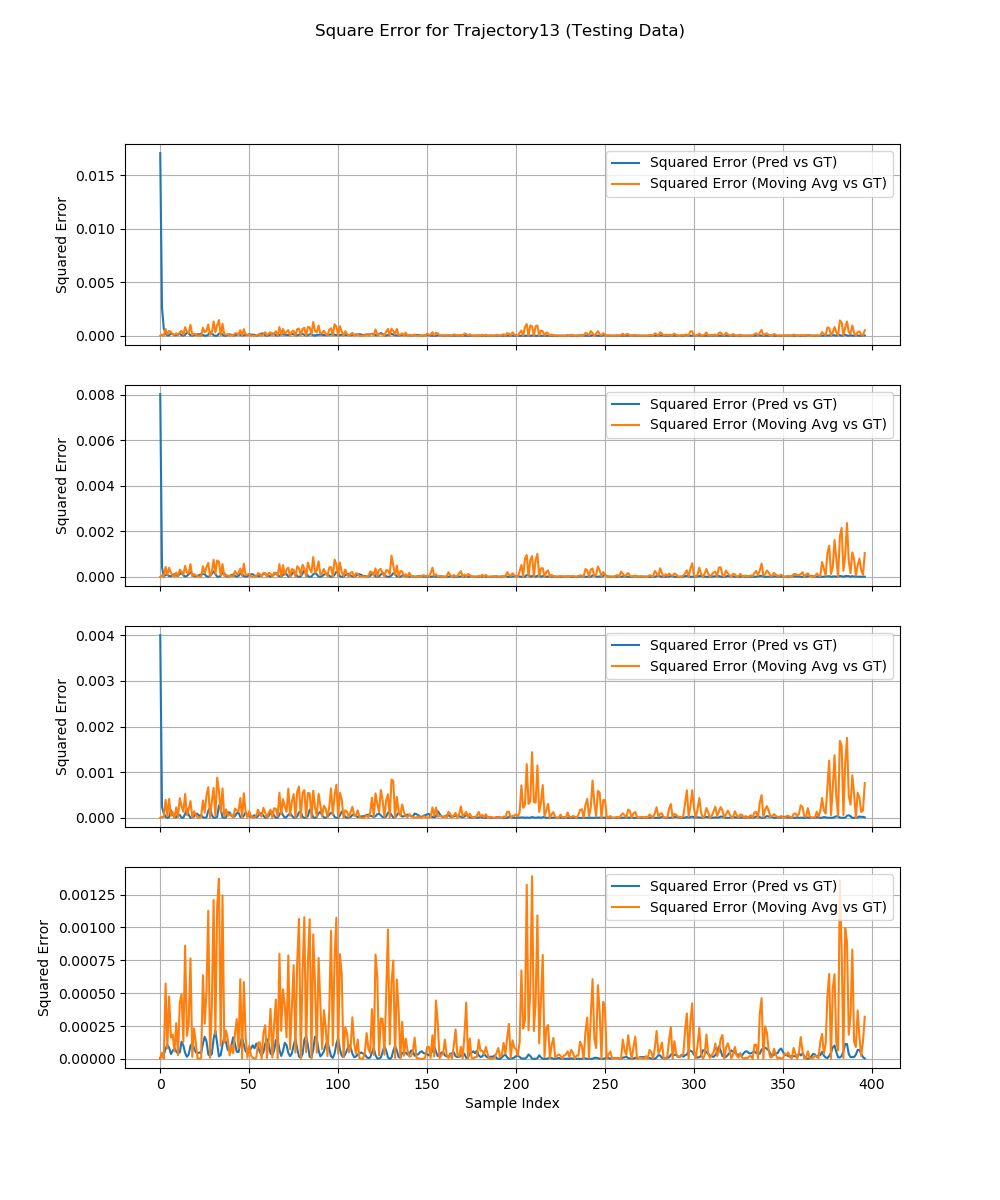 Square Error for Trajectory13 (Testing Data)
Squared Error
0.015
0.010
0.005
0.000
Squared Error (Pred vs GT)
Squared Error (Moving Avg vs GT)
Squared Error
0.008
0.006
0.004
0.002
0.000
Squared Error (Pred vs GT)
Squared Error (Moving Avg vs GT)
Squared Error
0.004
0.003
0.002
0.001
0.000
Squared Error (Pred vs GT)
Squared Error (Moving Avg vs GT)
Squared Error
0.00125
0.00100
0.00075
0.00050
0.00025
0.00000
Squared Error (Pred vs GT)
Squared Error (Moving Avg vs GT)
0 50 100 150 200 250 300 350 400
Sample Index